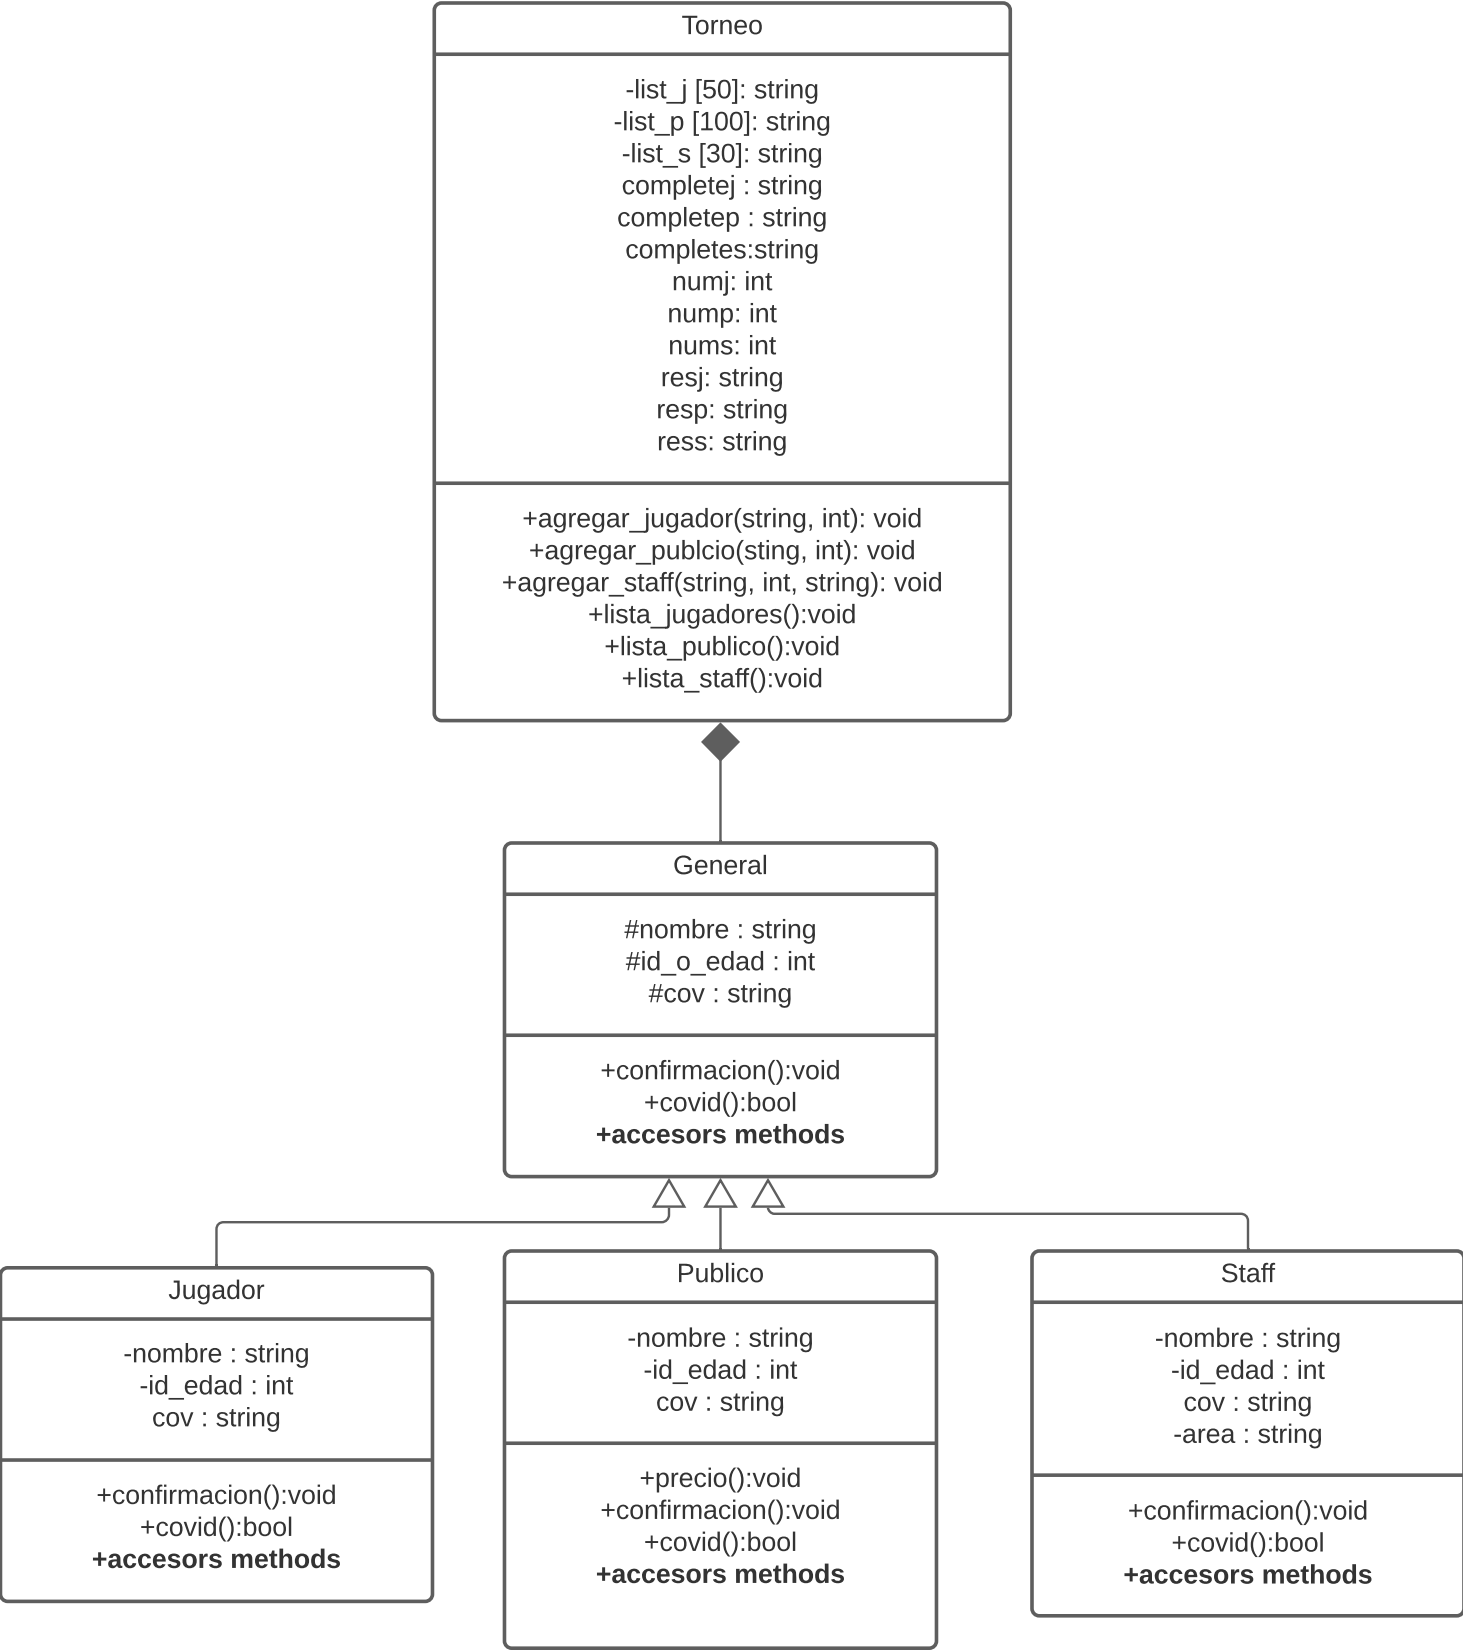 Torneo
-list_j [50]: string
-list_p [100]: string
-list_s [30]: string
completej : string
completep : string
completes:string
numj: int
nump: int
nums: int
resj: string
resp: string
ress: string
+agregar_jugador(string, int): void
+agregar_publcio(sting, int): void
+agregar_staff(string, int, string): void
+lista_jugadores():void
+lista_publico():void
+lista_staff():void
General
#nombre : string
#id_o_edad : int
#cov : string
+confirmacion():void
+covid():bool
+accesors methods
Jugador
-nombre : string
-id_edad : int
cov : string
+confirmacion():void
+covid():bool
+accesors methods
Publico
-nombre : string
-id_edad : int
cov : string
+precio():void
+confirmacion():void
+covid():bool
+accesors methods
Staff
-nombre : string
-id_edad : int
cov : string
-area : string
+confirmacion():void
+covid():bool
+accesors methods